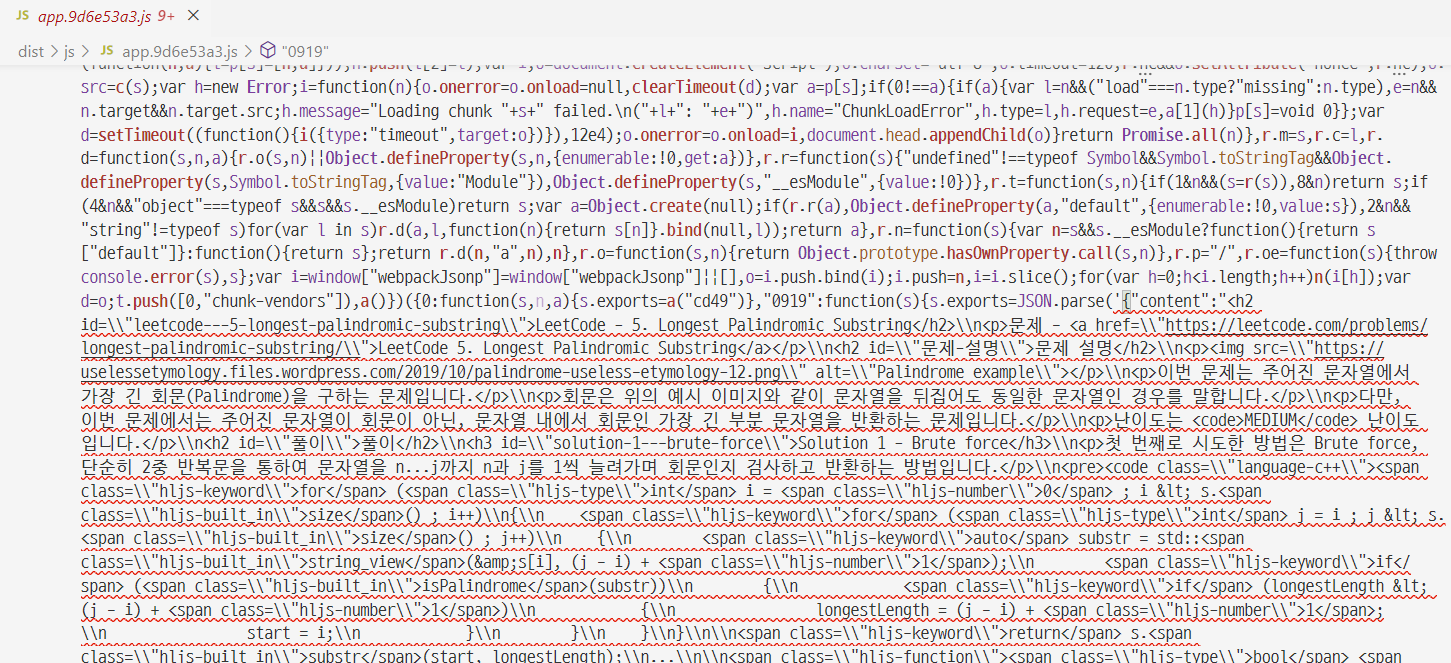 JS app.9d6e53a3.js 9+ ×
dist > js > JS app.9d6e53a3.js > "0919"
src=c(s);var h=new Error;i=function(n){o.onerror=o.onload=null,clearTimeout(d);var a=p[s];if(0!==a){if(a){var l=n&&("load"===n.type?"missing":n.type),e=n&&
n.target&&n.target.src;h.message="Loading chunk "+s+" failed.\n("+l+": "+e+")",h.name="ChunkLoadError",h.type=l,h.request=e,a[1](h)}p[s]=void 0}};var
d=setTimeout((function(){i({type:"timeout",target:o})}),12e4);o.onerror=o.onload=i,document.head.appendChild(o)}return Promise.all(n)},r.m=s,r.c=l,r.
d=function(s,n,a){r.o(s,n)||Object.defineProperty(s,n,{enumerable:!0,get:a})},r.r=function(s){"undefined"!==typeof Symbol&&Symbol.toStringTag&&Object.
defineProperty(s,Symbol.toStringTag,{value:"Module"}),Object.defineProperty(s,"__esModule",{value:!0})},r.t=function(s,n){if(1&n&&(s=r(s)),8&n)return s;if
(4&n&&"object"===typeof s&&s&&s.__esModule)return s;var a=Object.create(null);if(r.r(a),Object.defineProperty(a,"default",{enumerable:!0,value:s}),2&n&&
"string"!=typeof s)for(var l in s)r.d(a,l,function(n){return s[n]}.bind(null,l));return a},r.n=function(s){var n=s&&s.__esModule?function(){return s
["default"]}:function(){return s};return r.d(n,"a",n),n},r.o=function(s,n){return Object.prototype.hasOwnProperty.call(s,n)},r.p="/",r.oe=function(s){throw
console.error(s),s};var i=window["webpackJsonp"]=window["webpackJsonp"]||[],o=i.push.bind(i);i.push=n,i=i.slice();for(var h=0;h<i.length;h++)n(i[h]);var
d=o;t.push([0,"chunk-vendors"]),a()})({0:function(s,n,a){s.exports=a("cd49")},"0919":function(s){s.exports=JSON.parse('{"content":"<h2
id=\\"leetcode---5-longest-palindromic-substring\\">LeetCode - 5. Longest Palindromic Substring</h2>\\n<p>문제 - <a href=\\"https://leetcode.com/problems/
longest-palindromic-substring/\\">LeetCode 5. Longest Palindromic Substring</a></p>\\n<h2 id=\\"문제-설명\\">문제 설명</h2>\\n<p><img src=\\"https://
uselessetymology.files.wordpress.com/2019/10/palindrome-useless-etymology-12.png\\" alt=\\"Palindrome example\\"></p>\\n<p>이번 문제는 주어진 문자열에서
가장 긴 회문(Palindrome)을 구하는 문제입니다.</p>\\n<p>회문은 위의 예시 이미지와 같이 문자열을 뒤집어도 동일한 문자열인 경우를 말합니다.</p>\\n<p>다만,
이번 문제에서는 주어진 문자열이 회문이 아닌, 문자열 내에서 회문인 가장 긴 부분 문자열을 반환하는 문제입니다.</p>\\n<p>난이도는 <code>MEDIUM</code> 난이도
입니다.</p>\\n<h2 id=\\"풀이\\">풀이</h2>\\n<h3 id=\\"solution-1---brute-force\\">Solution 1 - Brute force</h3>\\n<p>첫 번째로 시도한 방법은 Brute force,
단순히 2중 반복문을 통하여 문자열을 n...j까지 n과 j를 1씩 늘려가며 회문인지 검사하고 반환하는 방법입니다.</p>\\n<pre><code class=\\"language-c++\\"><span
class=\\"hljs-keyword\\">for</span> (<span class=\\"hljs-type\\">int</span> i = <span class=\\"hljs-number\\">0</span> ; i &lt; s.<span
class=\\"hljs-built_in\\">size</span>() ; i++)\\n{\\n    <span class=\\"hljs-keyword\\">for</span> (<span class=\\"hljs-type\\">int</span> j = i ; j &lt; s.
<span class=\\"hljs-built_in\\">size</span>() ; j++)\\n    {\\n        <span class=\\"hljs-keyword\\">auto</span> substr = std::<span
class=\\"hljs-built_in\\">string_view</span>(&amp;s[i], (j - i) + <span class=\\"hljs-number\\">1</span>);\\n        <span class=\\"hljs-keyword\\">if</
span> (<span class=\\"hljs-built_in\\">isPalindrome</span>(substr))\\n        {\\n            <span class=\\"hljs-keyword\\">if</span> (longestLength &lt;
(j - i) + <span class=\\"hljs-number\\">1</span>)\\n            {\\n                longestLength = (j - i) + <span class=\\"hljs-number\\">1</span>;
\\n                start = i;\\n            }\\n        }\\n    }\\n}\\n\\n<span class=\\"hljs-keyword\\">return</span> s.<span
class=\\"hljs-built_in\\">substr</span>(start, longestLength);\\n...\\n\\n<span class=\\"hljs-function\\"><span class=\\"hljs-type\\">bool</span> <span